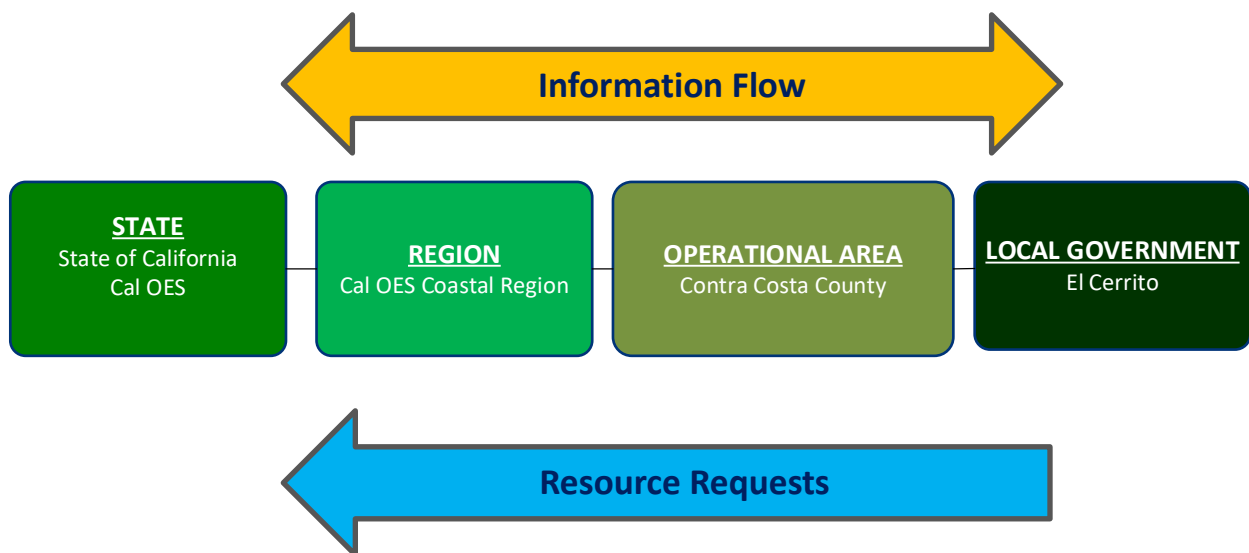 Information Flow
STATE
State of California
Cal OES
REGION
Cal OES Coastal Region
OPERATIONAL AREA
Contra Costa County
LOCAL GOVERNMENT
El Cerrito
Resource Requests